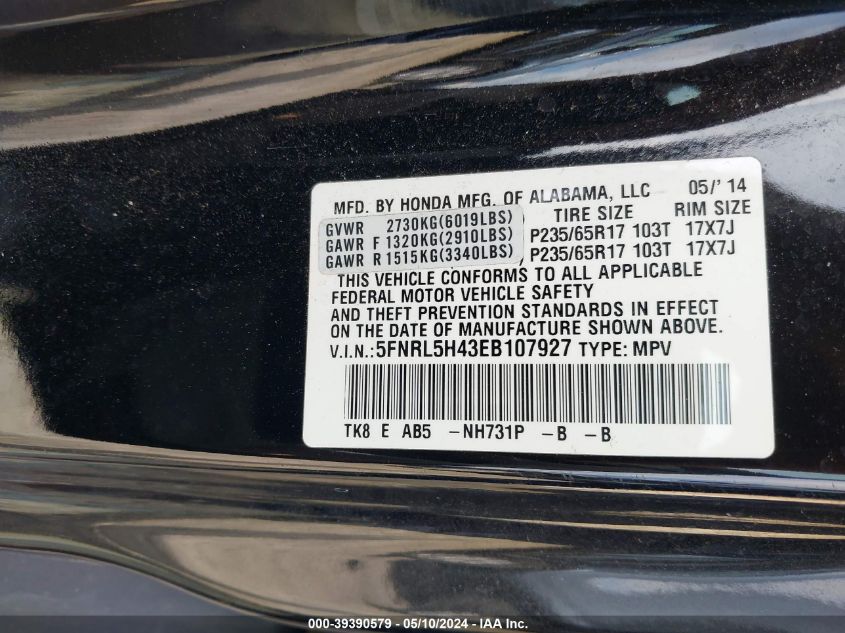 MFD. BY HONDA MFG. OF ALABAMA, LLC 05/'14
GVWR 2730KG(6019LBS) TIRE SIZE RIM SIZE
GAWR F 1320KG(2910LBS) P235/65R17 103T 17X7J
GAWR R 1515KG(3340LBS) P235/65R17 103T 17X7J
THIS VEHICLE CONFORMS TO ALL APPLICABLE
FEDERAL MOTOR VEHICLE SAFETY
AND THEFT PREVENTION STANDARDS IN EFFECT
ON THE DATE OF MANUFACTURE SHOWN ABOVE.
V.I.N.:5FNRL5H43EB107927 TYPE: MPV
TK8 E AB5 -NH731P -B -B
000-39390579 - 05/10/2024 - IAA Inc.